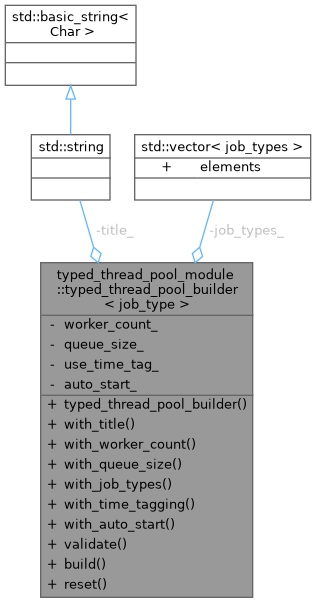 std::basic_string<
Char >
std::string
std::vector< job_types >
+ elements
-title_
-job_types_
typed_thread_pool_module
::typed_thread_pool_builder
< job_type >
- worker_count_
- queue_size_
- use_time_tag_
- auto_start_
+ typed_thread_pool_builder()
+ with_title()
+ with_worker_count()
+ with_queue_size()
+ with_job_types()
+ with_time_tagging()
+ with_auto_start()
+ validate()
+ build()
+ reset()